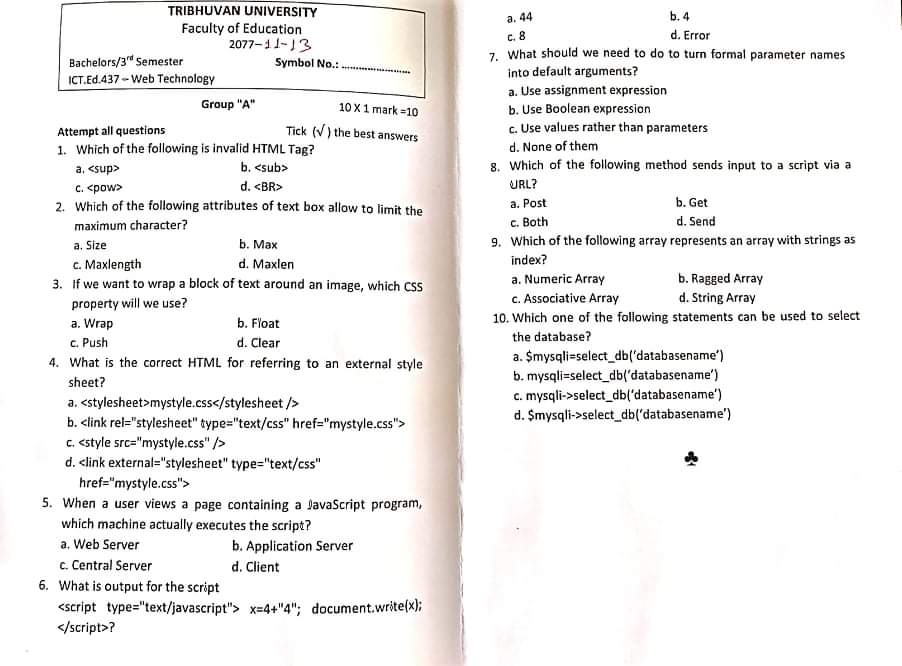 TRIBHUVAN UNIVERSITY
Faculty of Education
2077-11-13
Bachelors/3rd Semester Symbol No.: ..........................
ICT.Ed.437 – Web Technology
Group "A" 10 X 1 mark =10
Attempt all questions Tick (√) the best answers
1. Which of the following is invalid HTML Tag?
a. <sup> b. <sub>
c. <pow> d. <BR>
2. Which of the following attributes of text box allow to limit the
maximum character?
a. Size b. Max
c. Maxlength d. Maxlen
3. If we want to wrap a block of text around an image, which CSS
property will we use?
a. Wrap b. Float
c. Push d. Clear
4. What is the correct HTML for referring to an external style
sheet?
a. <stylesheet>mystyle.css</stylesheet />
b. <link rel="stylesheet" type="text/css" href="mystyle.css">
c. <style src="mystyle.css" />
d. <link external="stylesheet" type="text/css"
href="mystyle.css">
5. When a user views a page containing a JavaScript program,
which machine actually executes the script?
a. Web Server b. Application Server
c. Central Server d. Client
6. What is output for the script
<script type="text/javascript"> x=4+"4"; document.write(x);
</script>?
a. 44 b. 4
c. 8 d. Error
7. What should we need to do to turn formal parameter names
into default arguments?
a. Use assignment expression
b. Use Boolean expression
c. Use values rather than parameters
d. None of them
8. Which of the following method sends input to a script via a
URL?
a. Post b. Get
c. Both d. Send
9. Which of the following array represents an array with strings as
index?
a. Numeric Array b. Ragged Array
c. Associative Array d. String Array
10. Which one of the following statements can be used to select
the database?
a. $mysqli=select_db('databasename')
b. mysqli=select_db('databasename')
c. mysqli->select_db('databasename')
d. $mysqli->select_db('databasename')